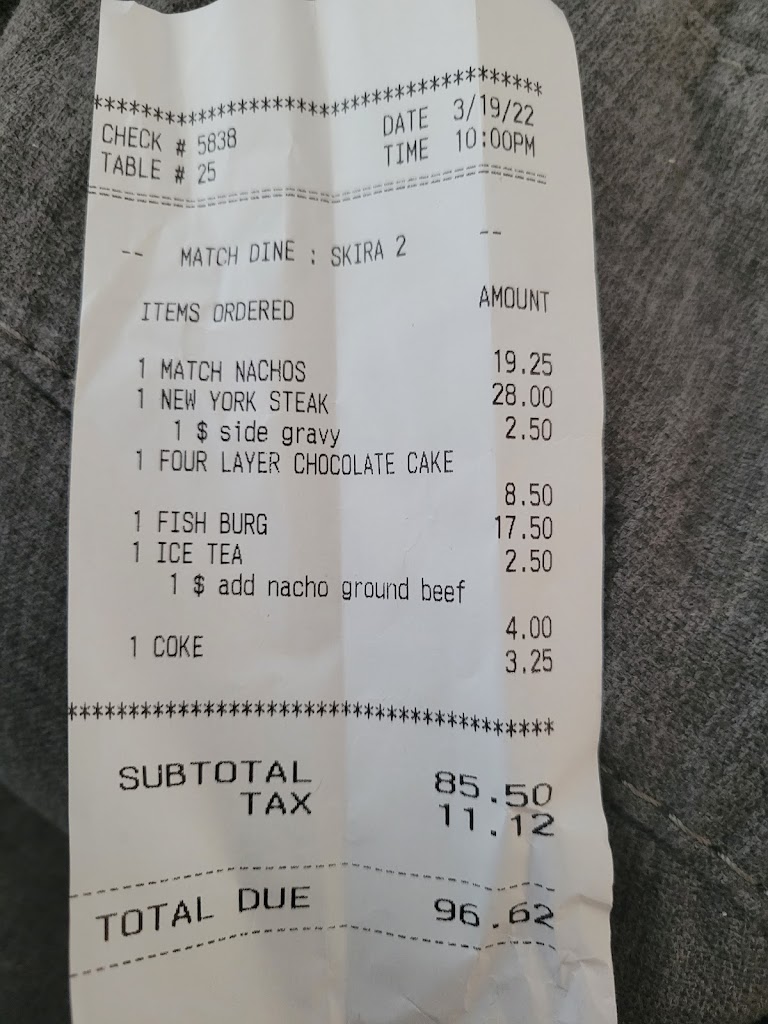 ******************************************
CHECK # 5838 DATE 3/19/22
TABLE # 25 TIME 10:00PM
==========================================
-- MATCH DINE : SKIRA 2 --
ITEMS ORDERED AMOUNT
1 MATCH NACHOS 19.25
1 NEW YORK STEAK 28.00
1 $ side gravy 2.50
1 FOUR LAYER CHOCOLATE CAKE
8.50
1 FISH BURG 17.50
1 ICE TEA 2.50
1 $ add nacho ground beef
4.00
1 COKE 3.25
******************************************
SUBTOTAL 85.50
TAX 11.12
------------------------------------------
TOTAL DUE 96.62
------------------------------------------